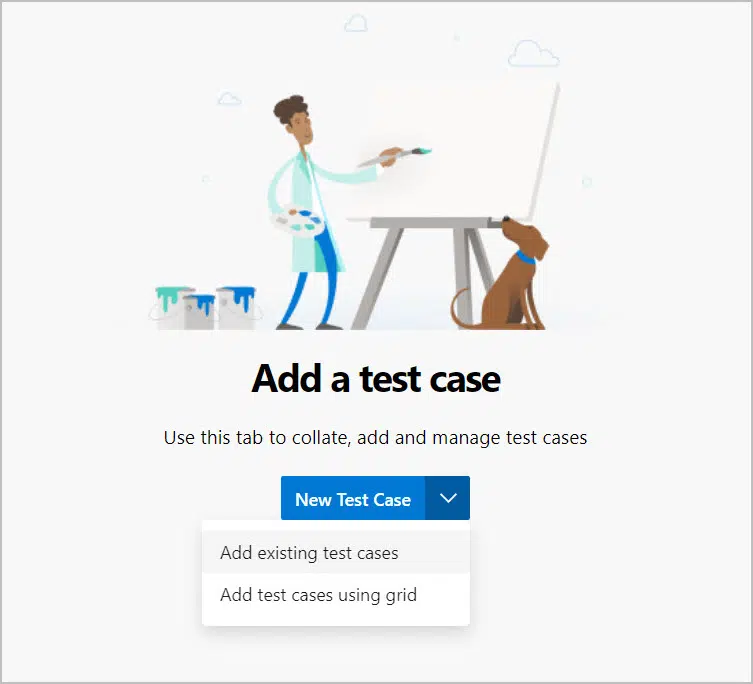 Add a test case
Use this tab to collate, add and manage test cases
New Test Case
Add existing test cases
Add test cases using grid